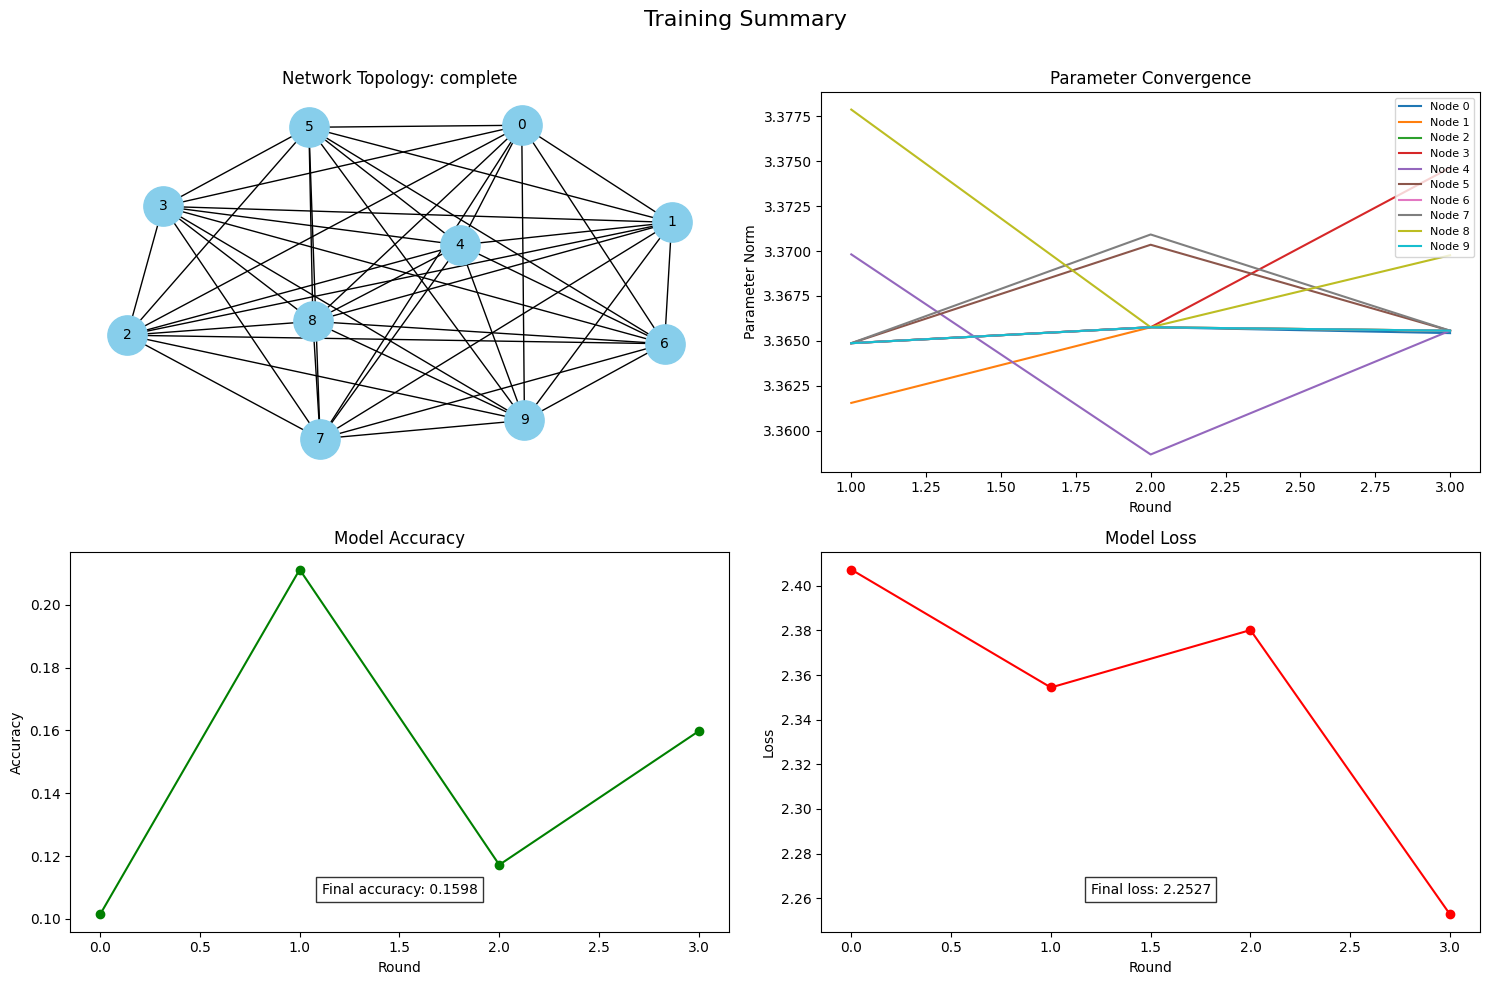 Training Summary
Network Topology: complete
5
0
3
1
4
8
2
6
9
7
Parameter Convergence
3.3775
3.3750
3.3725
3.3700
3.3675
3.3650
3.3625
3.3600
Parameter Norm
Node 0
Node 1
Node 2
Node 3
Node 4
Node 5
Node 6
Node 7
Node 8
Node 9
1.00 1.25 1.50 1.75 2.00 2.25 2.50 2.75 3.00
Round
Model Accuracy
0.20
0.18
0.16
0.14
0.12
0.10
Accuracy
Final accuracy: 0.1598
0.0 0.5 1.0 1.5 2.0 2.5 3.0
Round
Model Loss
2.40
2.38
2.36
2.34
2.32
2.30
2.28
2.26
Loss
Final loss: 2.2527
0.0 0.5 1.0 1.5 2.0 2.5 3.0
Round